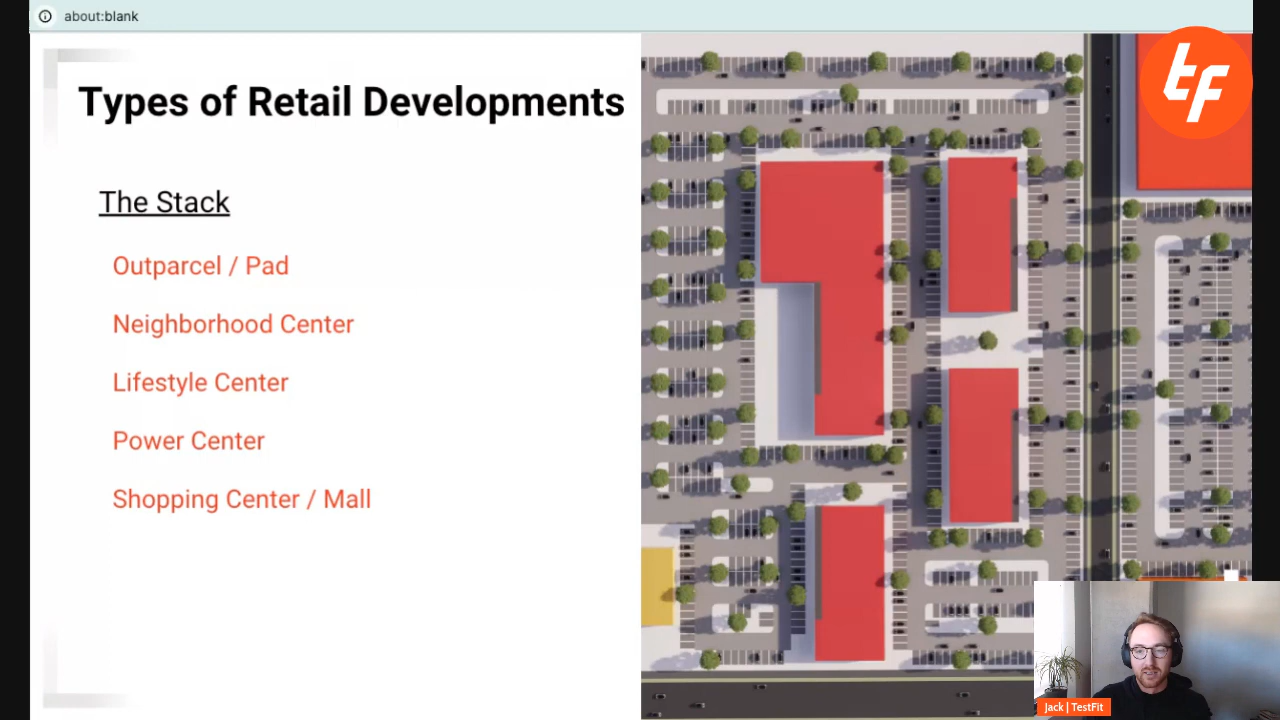 about:blank
Types of Retail Developments
The Stack
Outparcel / Pad
Neighborhood Center
Lifestyle Center
Power Center
Shopping Center / Mall
tf
Jack | TestFit